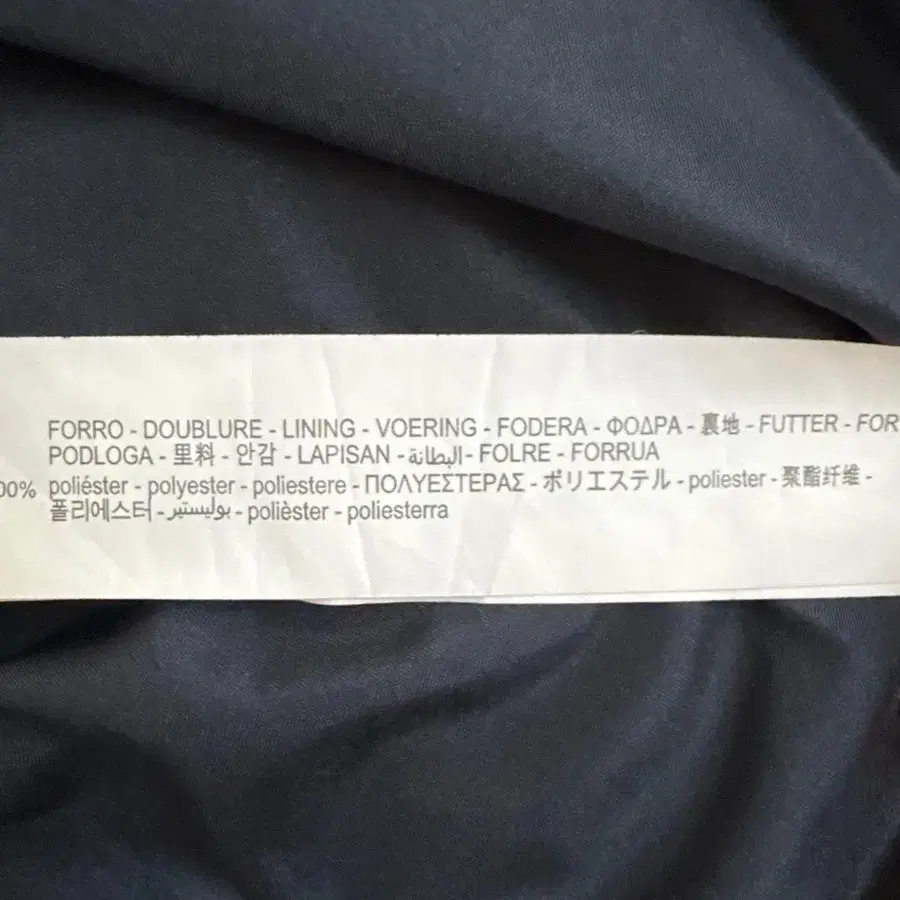 FORRO - DOUBLURE - LINING - VOERING - FODERA - ΦΟΔΡΑ - 裏地 - FUTTER - FOR
PODLOGA - 里料 - 안감 - LAPISAN - البطانة - FOLRE - FORRUA
00% poliéster - polyester - poliestere - ΠΟΛΥΕΣΤΕΡΑΣ - ポリエステル - poliester - 聚酯纤维 -
폴리에스터 - بوليستير - polièster - poliesterra